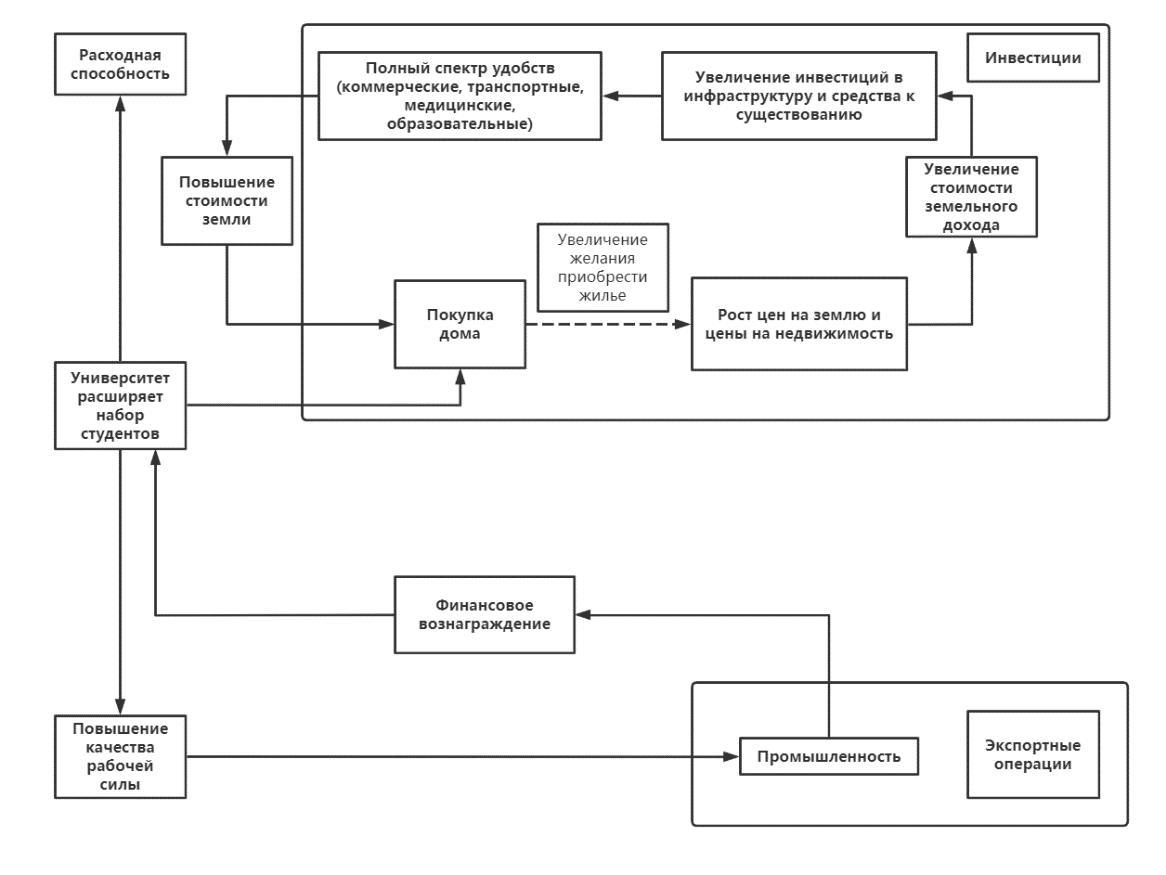 Расходная
способность
Полный спектр удобств
(коммерческие, транспортные,
медицинские,
образовательные)
Увеличение инвестиций в
инфраструктуру и средства к
существованию
Инвестиции
Повышение
стоимости
земли
Увеличение
стоимости
земельного
дохода
Увеличение
желания
приобрести
жилье
Покупка
дома
Рост цен на землю и
цены на недвижимость
Университет
расширяет
набор
студентов
Финансовое
вознаграждение
Повышение
качества
рабочей
силы
Промышленность
Экспортные
операции